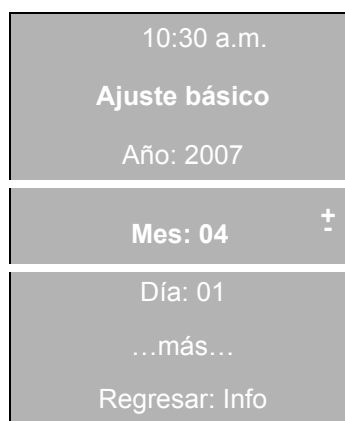 10:30 a.m.
Ajuste básico
Año: 2007
Mes: 04 +
-
Día: 01
…más…
Regresar: Info